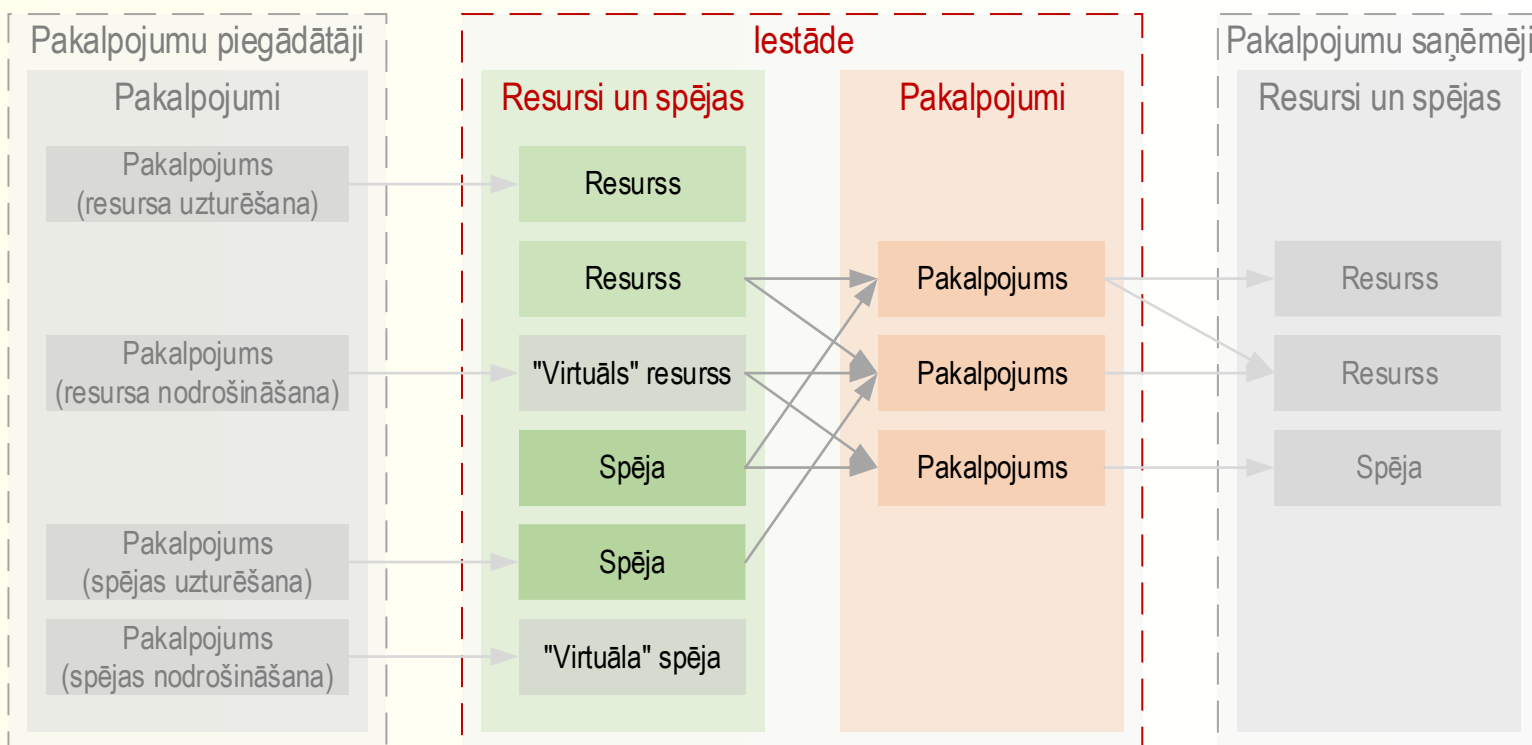 Pakalpojumu piegādātāji
Pakalpojumi
Pakalpojums
(resursa uzturēšana)
Pakalpojums
(resursa nodrošināšana)
Pakalpojums
(spējas uzturēšana)
Pakalpojums
(spējas nodrošināšana)
Iestāde
Resursi un spējas
Resurss
Resurss
"Virtuāls" resurss
Spēja
Spēja
"Virtuāla" spēja
Pakalpojumi
Pakalpojums
Pakalpojums
Pakalpojums
Pakalpojumu saņēmēji
Resursi un spējas
Resurss
Resurss
Spēja